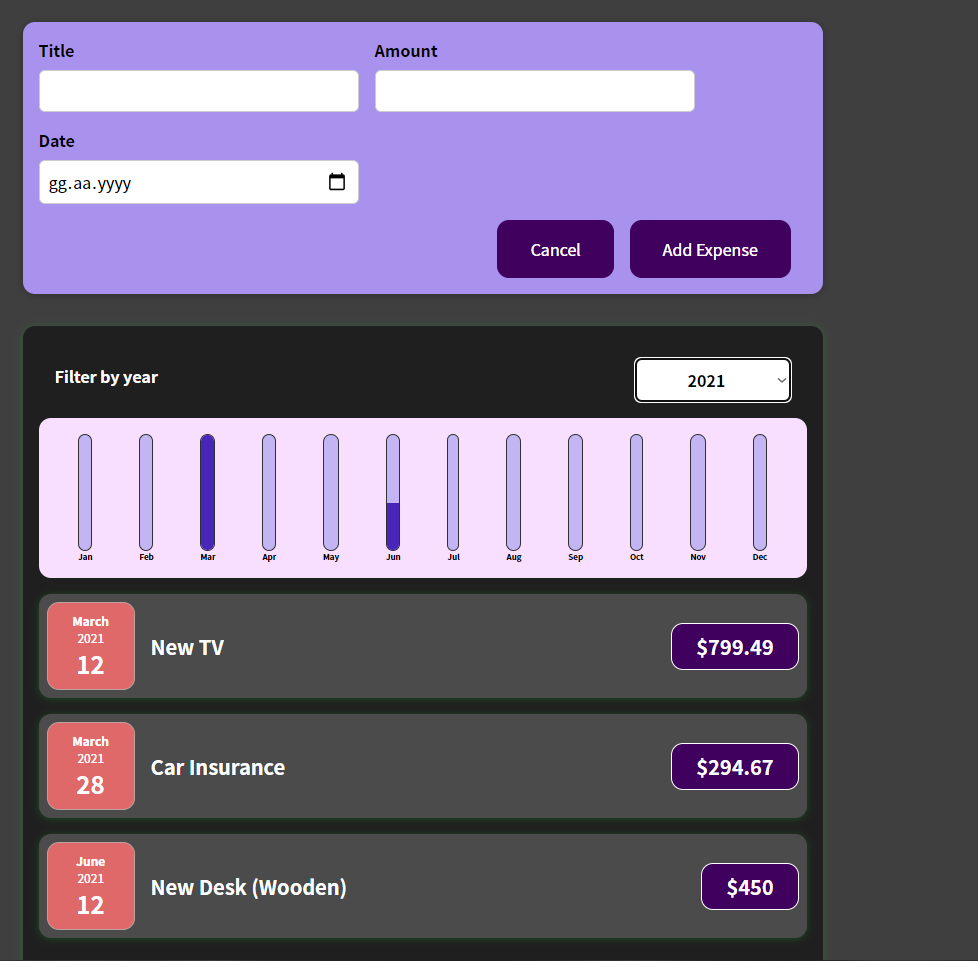 Title Amount
Date
gg.aa.yyyy
Cancel Add Expense
Filter by year 2021
Jan Feb Mar Apr May Jun Jul Aug Sep Oct Nov Dec
March
2021
12
New TV $799.49
March
2021
28
Car Insurance $294.67
June
2021
12
New Desk (Wooden) $450